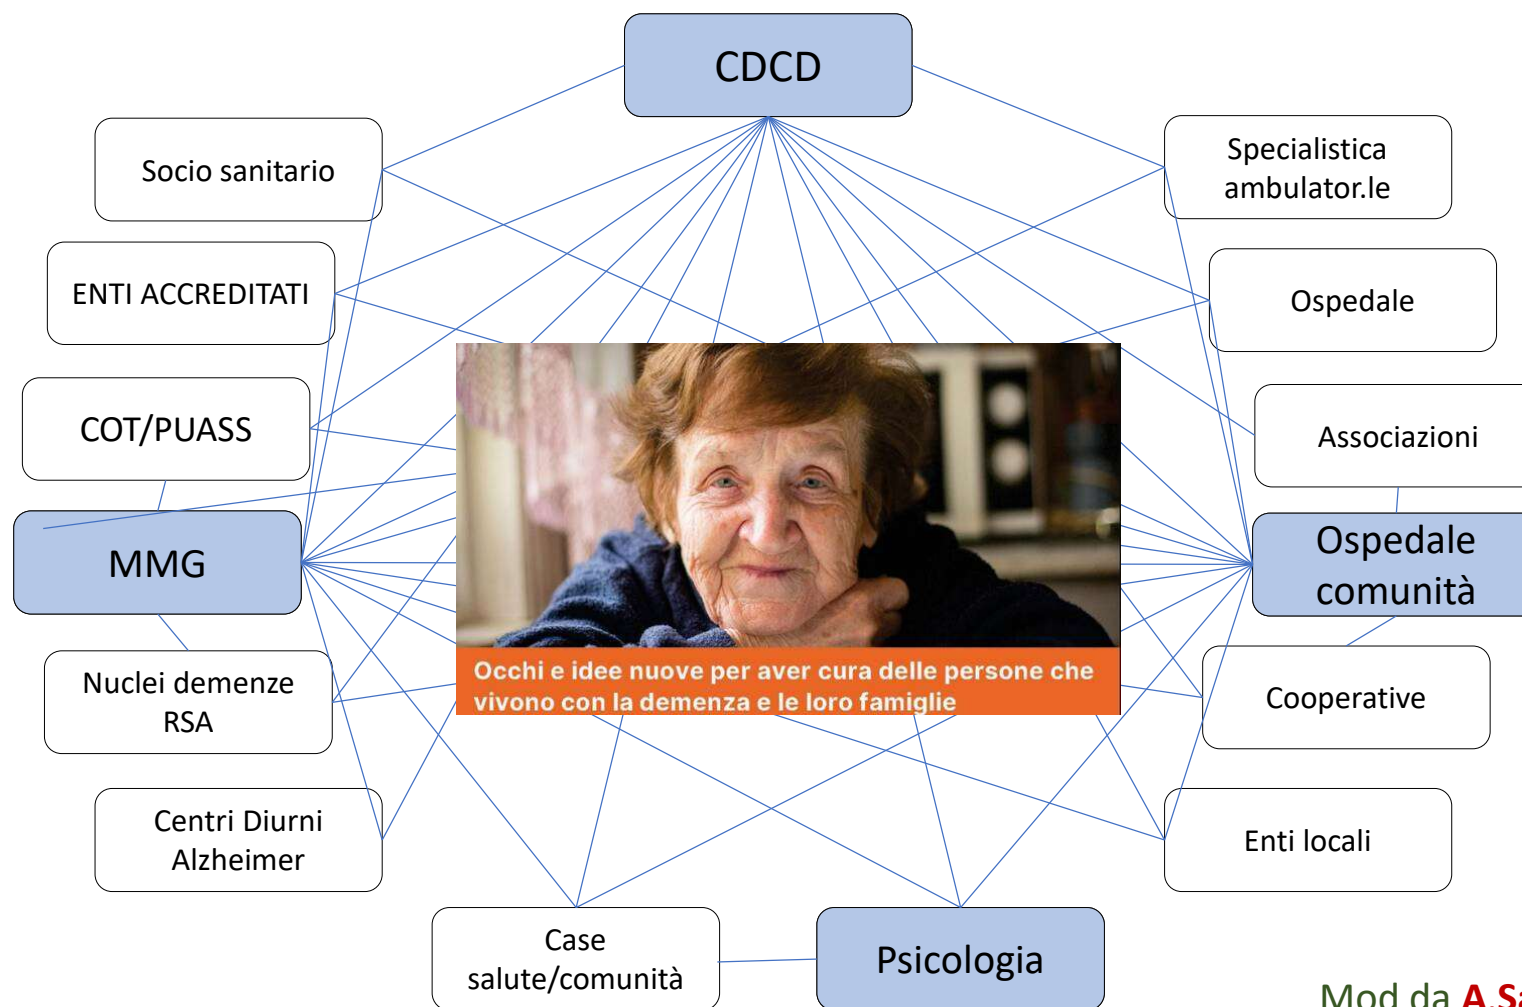 CDCD
Socio sanitario
Specialistica
ambulator.le
ENTI ACCREDITATI
Ospedale
COT/PUASS
Associazioni
MMG
Ospedale
comunità
Occhi e idee nuove per aver cura delle persone che
vivono con la demenza e le loro famiglie
Nuclei demenze
RSA
Cooperative
Centri Diurni
Alzheimer
Enti locali
Case
salute/comunità
Psicologia
Mod da A.Sa